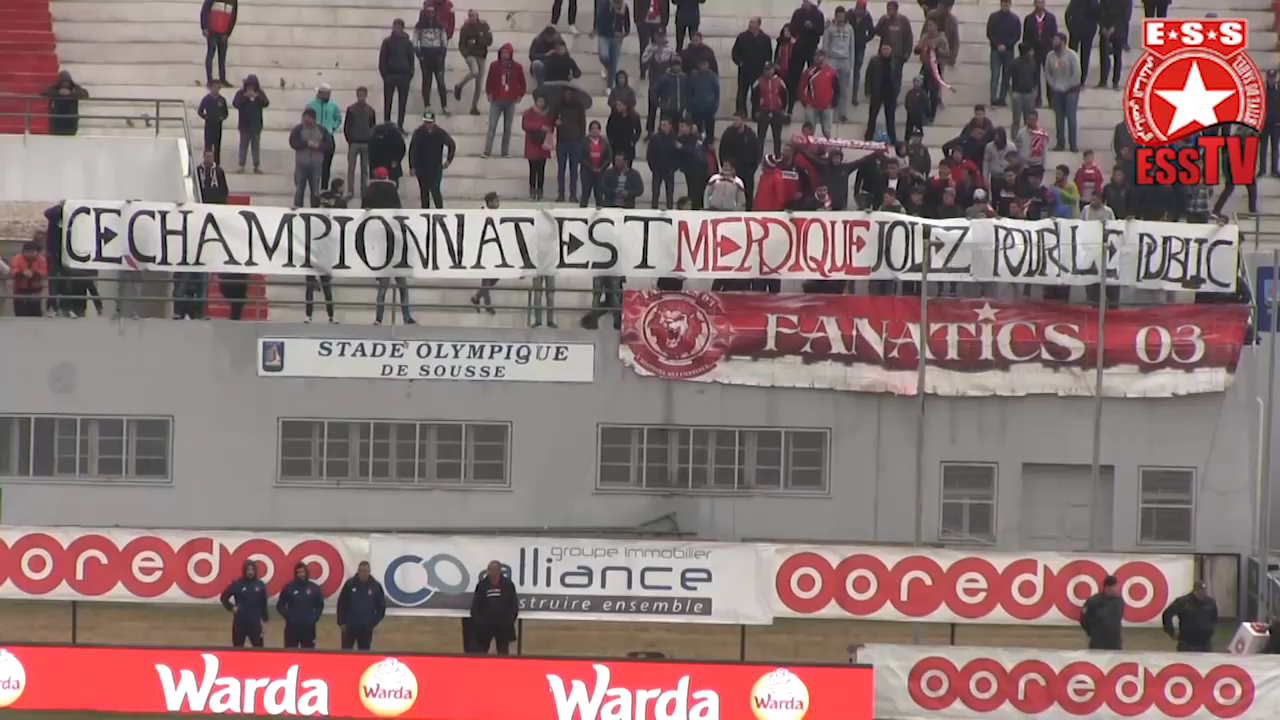 E★S★S
ESSTV
CE CHAMPIONNAT EST MERDIQUE JOUEZ POUR LE PUBLIC
FANATICS 03
STADE OLYMPIQUE
DE SOUSSE
ooredoo
groupe Immobilier
alliance
struire ensemble
ooredoo
Warda
Warda
Warda
Warda
ooredoo